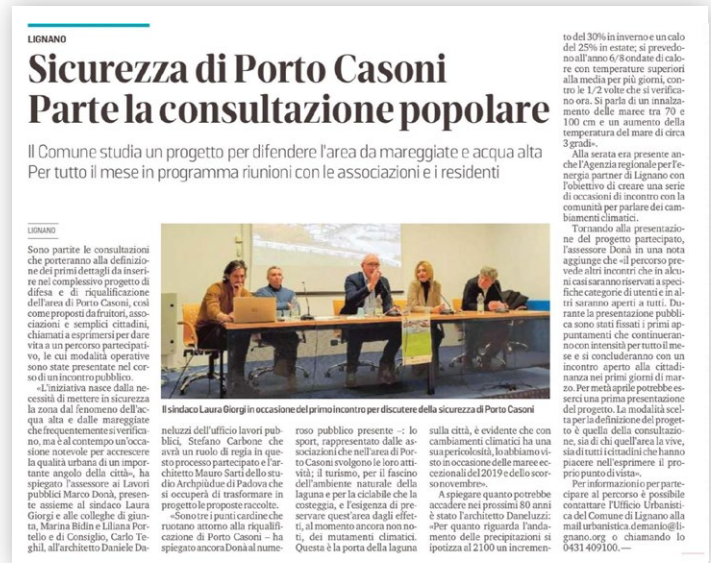 LIGNANO
Sicurezza di Porto Casoni
Parte la consultazione popolare
Il Comune studia un progetto per difendere l'area da mareggiate e acqua alta
Per tutto il mese in programma riunioni con le associazioni e i residenti
LIGNANO
Sono partite le consultazioni
che porteranno alla definizio-
ne dei primi dettagli da inseri-
re nel complessivo progetto di
difesa e di riqualificazione
dell'area di Porto Casoni, così
come proposti da fruitori, asso-
ciazioni e semplici cittadini,
chiamati a esprimersi per dare
vita a un percorso partecipati-
vo, le cui modalità operative
sono state presentate nel cor-
so di un incontro pubblico.
«L'iniziativa nasce dalla ne-
cessità di mettere in sicurezza
la zona dal fenomeno dell'ac-
qua alta e dalle mareggiate
che frequentemente si verifica-
no, ma è al contempo un'occa-
sione notevole per accrescere
la qualità urbana di un impor-
tante angolo della città», ha
spiegato l'assessore ai Lavori
pubblici Marco Donà, presen-
te assieme al sindaco Laura
Giorgi e alle colleghe di giun-
ta, Marina Bidin e Liliana Por-
tello e di Consiglio, Carlo Te-
ghil, all'architetto Daniele Da-
Il sindaco Laura Giorgi in occasione del primo incontro per discutere della sicurezza di Porto Casoni
neluzzi dell'ufficio lavori pub-
blici, Stefano Carbone che
avrà un ruolo di regia in que-
sto processo partecipato e l'ar-
chitetto Mauro Sarti dello stu-
dio Archpiùdue di Padova che
si occuperà di trasformare in
progetto le proposte raccolte.
«Sono tre i punti cardine che
ruotano attorno alla riqualifi-
cazione di Porto Casoni – ha
spiegato ancora Donà al nume-
roso pubblico presente –: lo
sport, rappresentato dalle as-
sociazioni che nell'area di Por-
to Casoni svolgono le loro atti-
vità; il turismo, per il fascino
dell'ambiente naturale della
laguna e per la ciclabile che la
costeggia, e l'esigenza di pre-
servare quest'area dagli effet-
ti, al momento ancora non no-
ti, dei mutamenti climatici.
Questa è la porta della laguna
sulla città, è evidente che con
cambiamenti climatici ha una
sua pericolosità, lo abbiamo vi-
sto in occasione delle maree ec-
cezionali del 2019 e dello scor-
so novembre».
A spiegare quanto potrebbe
accadere nei prossimi 80 anni
è stato l'architetto Daneluzzi:
«Per quanto riguarda l'anda-
mento delle precipitazioni si
ipotizza al 2100 un incremen-
to del 30% in inverno e un calo
del 25% in estate; si prevedo-
no all'anno 6/8 ondate di calo-
re con temperature superiori
alla media per più giorni, con-
tro le 1/2 volte che si verifica-
no ora. Si parla di un innalza-
mento delle maree tra 70 e
100 cm e un aumento della
temperatura del mare di circa
3 gradi».
Alla serata era presente an-
che l'Agenzia regionale per l'e-
nergia partner di Lignano con
l'obiettivo di creare una serie
di occasioni di incontro con la
comunità per parlare dei cam-
biamenti climatici.
Tornando alla presentazio-
ne del progetto partecipato,
l'assessore Donà in una nota
aggiunge che «il percorso pre-
vede altri incontri che in alcu-
ni casi saranno riservati a speci-
fiche categorie di utenti e in al-
tri saranno aperti a tutti. Du-
rante la presentazione pubbli-
ca sono stati fissati i primi ap-
puntamenti che continueran-
no con intensità per tutto il me-
se e si concluderanno con un
incontro aperto alla cittadi-
nanza nei primi giorni di mar-
zo. Per metà aprile potrebbe es-
serci una prima presentazione
del progetto. La modalità scel-
ta per la definizione del proget-
to è quella della consultazio-
ne, sia di chi quell'area la vive,
sia di tutti i cittadini che hanno
piacere nell'esprimere il pro-
prio punto di vista».
Per informazioni o per parte-
cipare al percorso è possibile
contattare l'Ufficio Urbanisti-
ca del Comune di Lignano alla
mail urbanistica.demanio@li-
gnano.org o chiamando lo
0431 409100. —